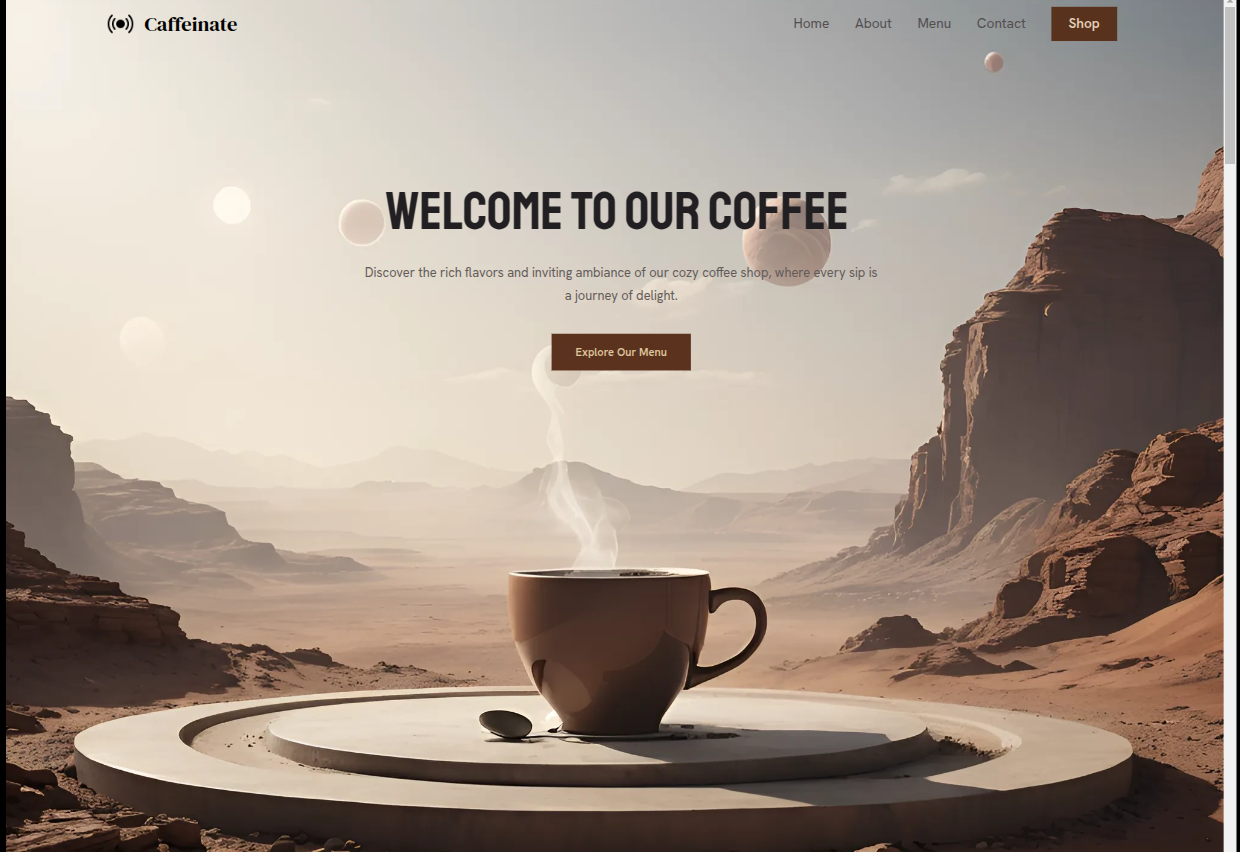 Caffeinate
Home About Menu Contact Shop
WELCOME TO OUR COFFEE
Discover the rich flavors and inviting ambiance of our cozy coffee shop, where every sip is
a journey of delight.
Explore Our Menu